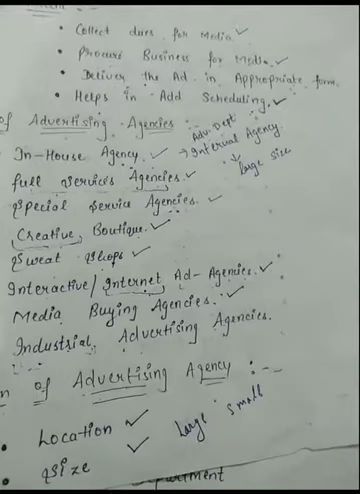 • Collect dues for Media ✓
• Procure Business for Media ✓
• Deliver the Ad. in Appropriate form.
• Helps in Add Scheduling. ✓
of Advertising Agencies
In-House Agency. ✓ → Adv. Dept Internal Agency. ↓ large size
full Services Agencies. ✓
Special Service Agencies. ✓
Creative Boutique. ✓
Sweat Shops ✓
Interactive/Internet Ad-Agencies. ✓
Media Buying Agencies. ✓
Industrial Advertising Agencies.
n of Advertising Agency :-
• Location ✓
• Size ✓ large small
partment